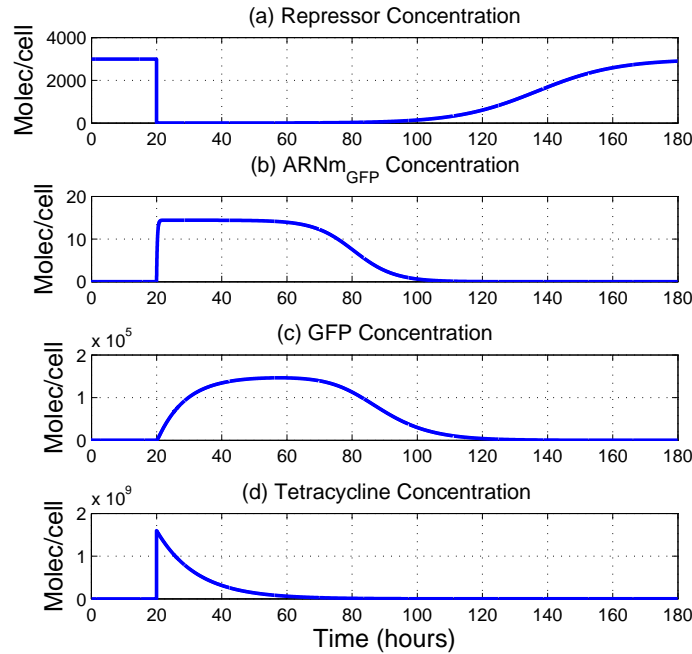 (a) Repressor Concentration
Molec/cell
4000
2000
0
0 20 40 60 80 100 120 140 160 180
(b) ARNm_GFP Concentration
Molec/cell
20
10
0
0 20 40 60 80 100 120 140 160 180
(c) GFP Concentration
x 10^5
Molec/cell
2
1
0
0 20 40 60 80 100 120 140 160 180
(d) Tetracycline Concentration
x 10^9
Molec/cell
2
1
0
0 20 40 60 80 100 120 140 160 180
Time (hours)